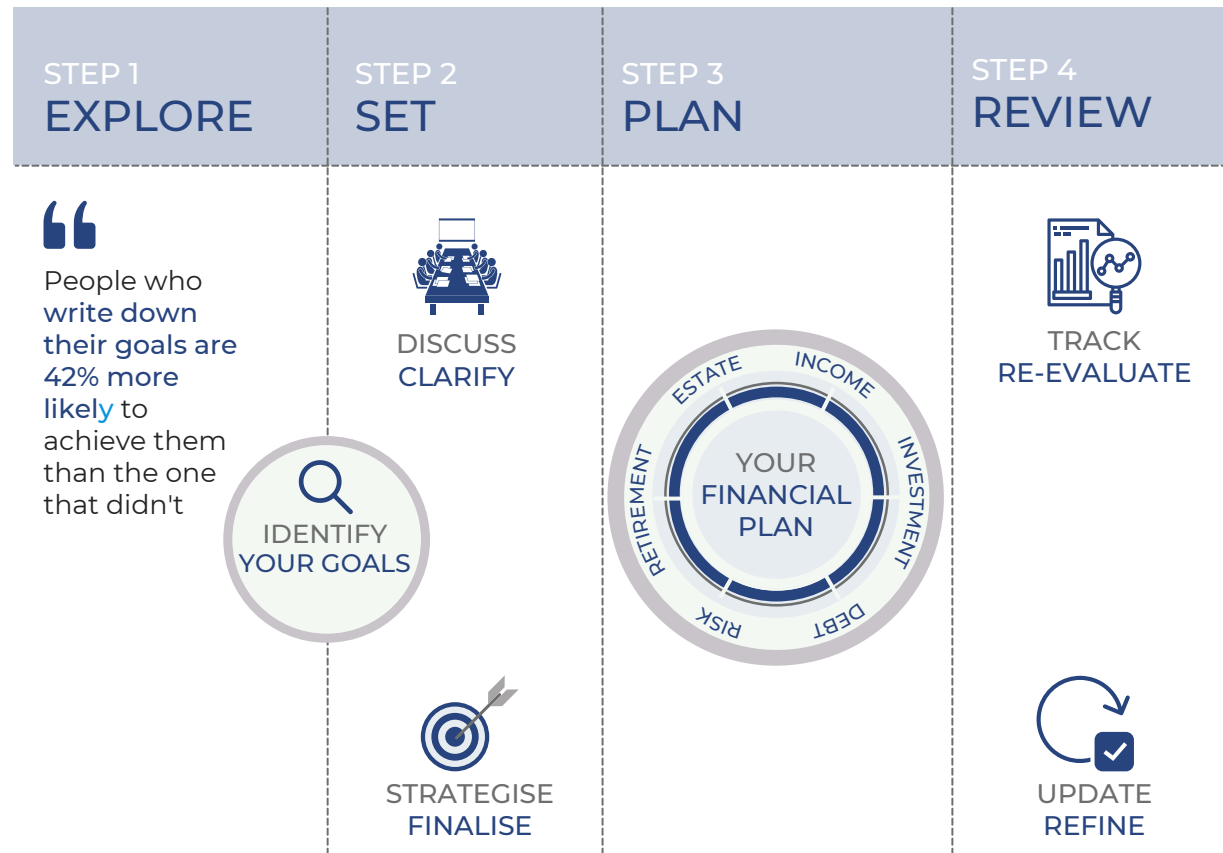 STEP 1
EXPLORE
STEP 2
SET
STEP 3
PLAN
STEP 4
REVIEW
“
People who
write down
their goals are
42% more
likely to
achieve them
than the one
that didn't
IDENTIFY
YOUR GOALS
DISCUSS
CLARIFY
STRATEGISE
FINALISE
ESTATE
INCOME
INVESTMENT
DEBT
RISK
RETIREMENT
YOUR
FINANCIAL
PLAN
TRACK
RE-EVALUATE
UPDATE
REFINE